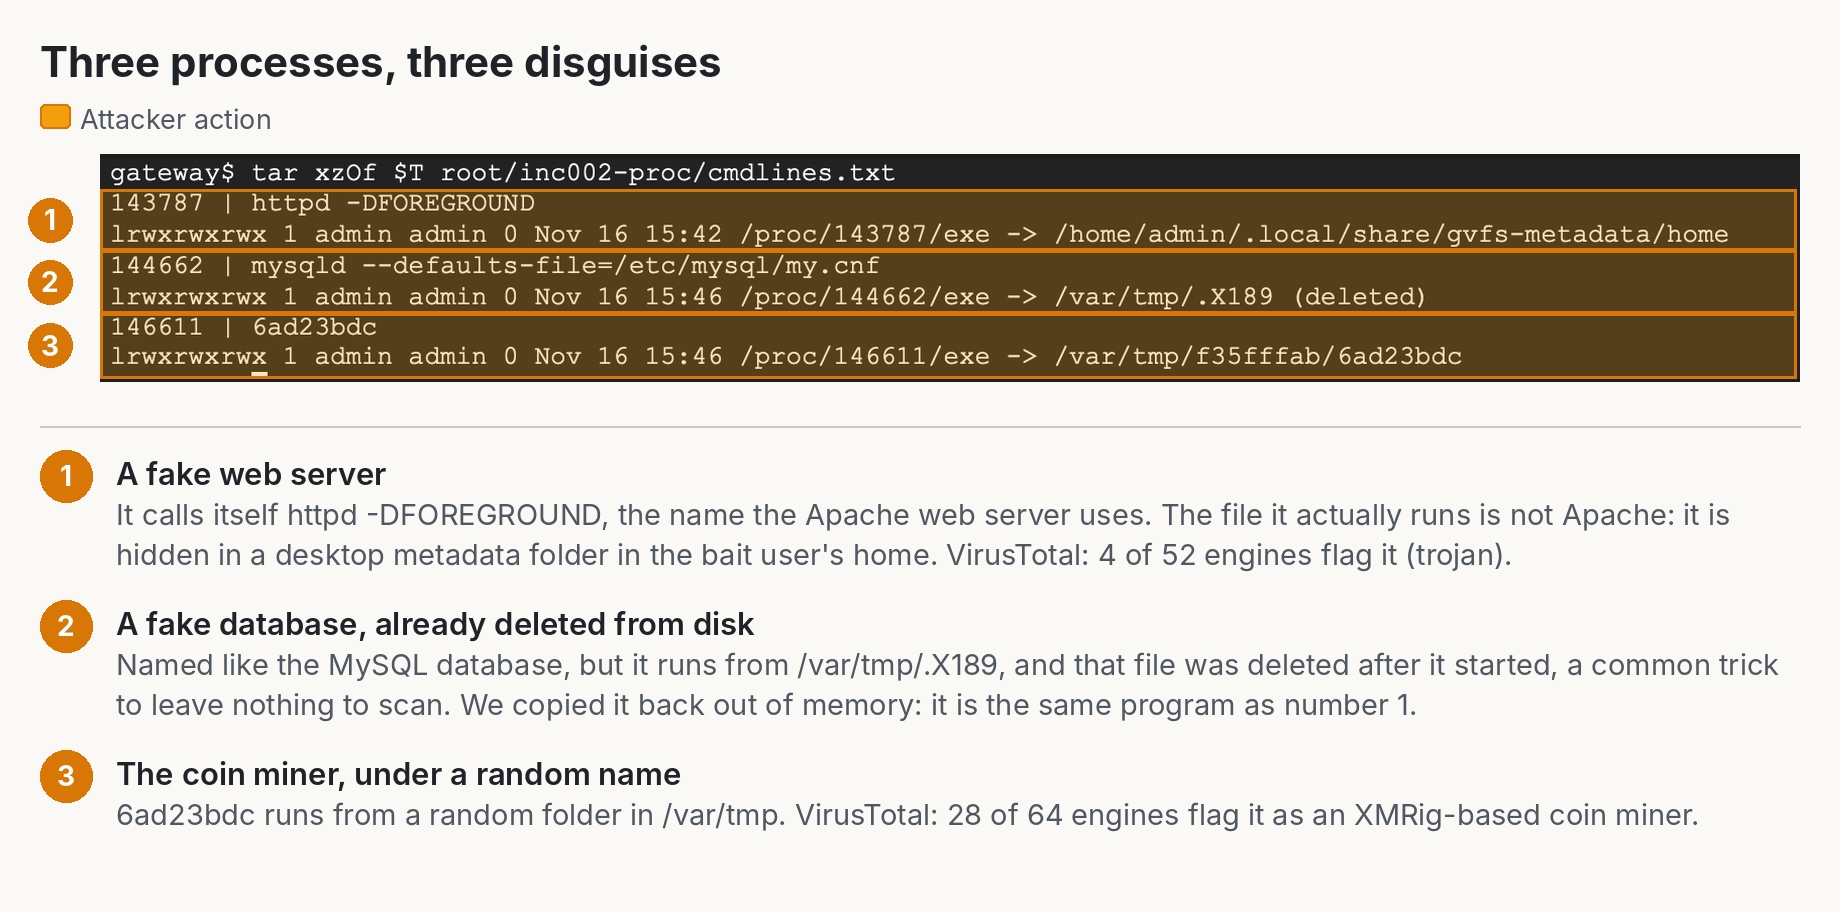 Three processes, three disguises
Attacker action
gateway$ tar xzOf $T root/inc002-proc/cmdlines.txt
1
143787 | httpd -DFOREGROUND
lrwxrwxrwx 1 admin admin 0 Nov 16 15:42 /proc/143787/exe -> /home/admin/.local/share/gvfs-metadata/home
2
144662 | mysqld --defaults-file=/etc/mysql/my.cnf
lrwxrwxrwx 1 admin admin 0 Nov 16 15:46 /proc/144662/exe -> /var/tmp/.X189 (deleted)
3
146611 | 6ad23bdc
lrwxrwxrwx 1 admin admin 0 Nov 16 15:46 /proc/146611/exe -> /var/tmp/f35fffab/6ad23bdc
1
A fake web server
It calls itself httpd -DFOREGROUND, the name the Apache web server uses. The file it actually runs is not Apache: it is
hidden in a desktop metadata folder in the bait user's home. VirusTotal: 4 of 52 engines flag it (trojan).
2
A fake database, already deleted from disk
Named like the MySQL database, but it runs from /var/tmp/.X189, and that file was deleted after it started, a common trick
to leave nothing to scan. We copied it back out of memory: it is the same program as number 1.
3
The coin miner, under a random name
6ad23bdc runs from a random folder in /var/tmp. VirusTotal: 28 of 64 engines flag it as an XMRig-based coin miner.